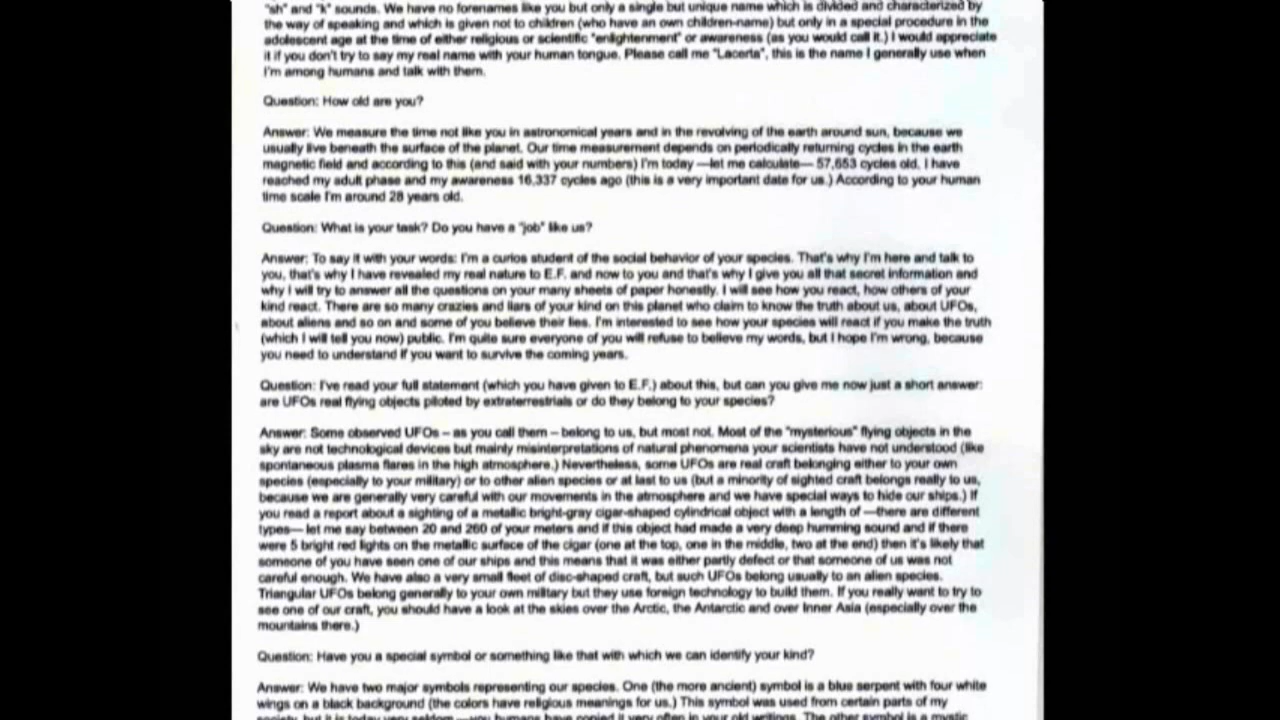 "sh" and "k" sounds. We have no forenames like you but only a single but unique name which is divided and characterized by
the way of speaking and which is given not to children (who have an own children-name) but only in a special procedure in the
adolescent age at the time of either religious or scientific "enlightenment" or awareness (as you would call it.) I would appreciate
it if you don't try to say my real name with your human tongue. Please call me "Lacerta", this is the name I generally use when
I'm among humans and talk with them.
Question: How old are you?
Answer: We measure the time not like you in astronomical years and in the revolving of the earth around sun, because we
usually live beneath the surface of the planet. Our time measurement depends on periodically returning cycles in the earth
magnetic field and according to this (and said with your numbers) I'm today —let me calculate— 57,653 cycles old. I have
reached my adult phase and my awareness 16,337 cycles ago (this is a very important date for us.) According to your human
time scale I'm around 28 years old.
Question: What is your task? Do you have a "job" like us?
Answer: To say it with your words: I'm a curios student of the social behavior of your species. That's why I'm here and talk to
you, that's why I have revealed my real nature to E.F. and now to you and that's why I give you all that secret information and
why I will try to answer all the questions on your many sheets of paper honestly. I will see how you react, how others of your
kind react. There are so many crazies and liars of your kind on this planet who claim to know the truth about us, about UFOs,
about aliens and so on and some of you believe their lies. I'm interested to see how your species will react if you make the truth
(which I will tell you now) public. I'm quite sure everyone of you will refuse to believe my words, but I hope I'm wrong, because
you need to understand if you want to survive the coming years.
Question: I've read your full statement (which you have given to E.F.) about this, but can you give me now just a short answer:
are UFOs real flying objects piloted by extraterrestrials or do they belong to your species?
Answer: Some observed UFOs – as you call them – belong to us, but most not. Most of the "mysterious" flying objects in the
sky are not technological devices but mainly misinterpretations of natural phenomena your scientists have not understood (like
spontaneous plasma flares in the high atmosphere.) Nevertheless, some UFOs are real craft belonging either to your own
species (especially to your military) or to other alien species or at last to us (but a minority of sighted craft belongs really to us,
because we are generally very careful with our movements in the atmosphere and we have special ways to hide our ships.) If
you read a report about a sighting of a metallic bright-gray cigar-shaped cylindrical object with a length of —there are different
types— let me say between 20 and 260 of your meters and if this object had made a very deep humming sound and if there
were 5 bright red lights on the metallic surface of the cigar (one at the top, one in the middle, two at the end) then it's likely that
someone of you have seen one of our ships and this means that it was either partly defect or that someone of us was not
careful enough. We have also a very small fleet of disc-shaped craft, but such UFOs belong usually to an alien species.
Triangular UFOs belong generally to your own military but they use foreign technology to build them. If you really want to try to
see one of our craft, you should have a look at the skies over the Arctic, the Antarctic and over Inner Asia (especially over the
mountains there.)
Question: Have you a special symbol or something like that with which we can identify your kind?
Answer: We have two major symbols representing our species. One (the more ancient) symbol is a blue serpent with four white
wings on a black background (the colors have religious meanings for us.) This symbol was used from certain parts of my
society, but it is today very seldom —you humans have copied it very often in your old writings. The other symbol is a mystic